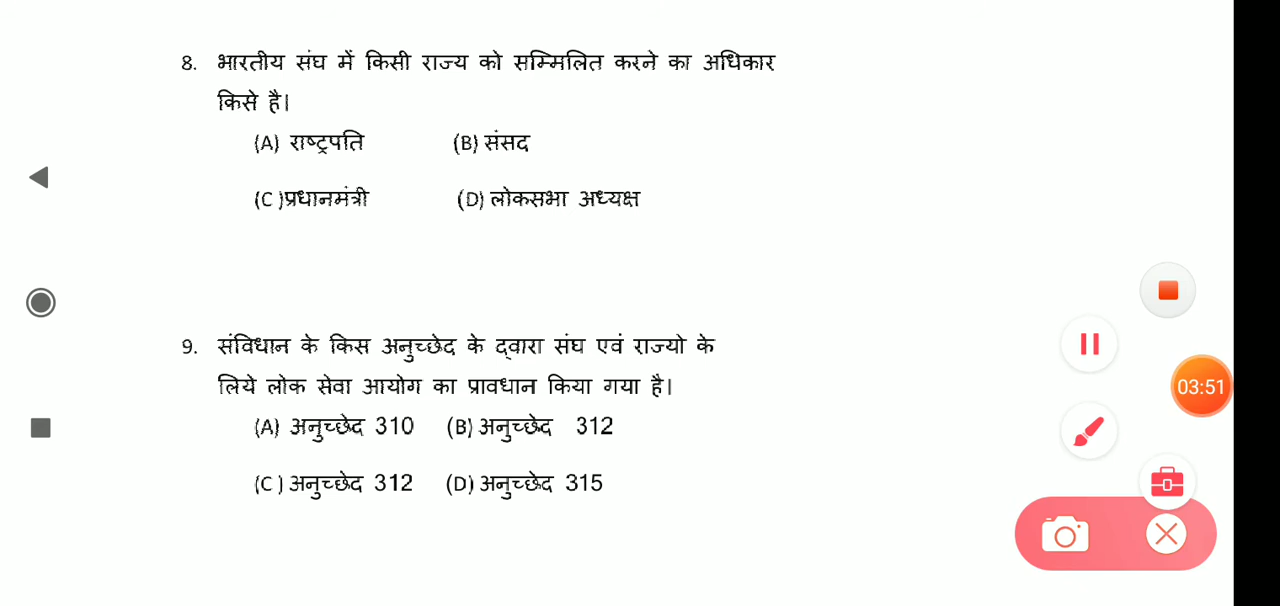 8. भारतीय संघ में किसी राज्य को सम्मिलित करने का अधिकार
किसे है।
(A) राष्ट्रपति (B) संसद
(C )प्रधानमंत्री (D) लोकसभा अध्यक्ष
9. संविधान के किस अनुच्छेद के द्वारा संघ एवं राज्यो के
लिये लोक सेवा आयोग का प्रावधान किया गया है।
(A) अनुच्छेद 310 (B) अनुच्छेद 312
(C ) अनुच्छेद 312 (D) अनुच्छेद 315
03:51